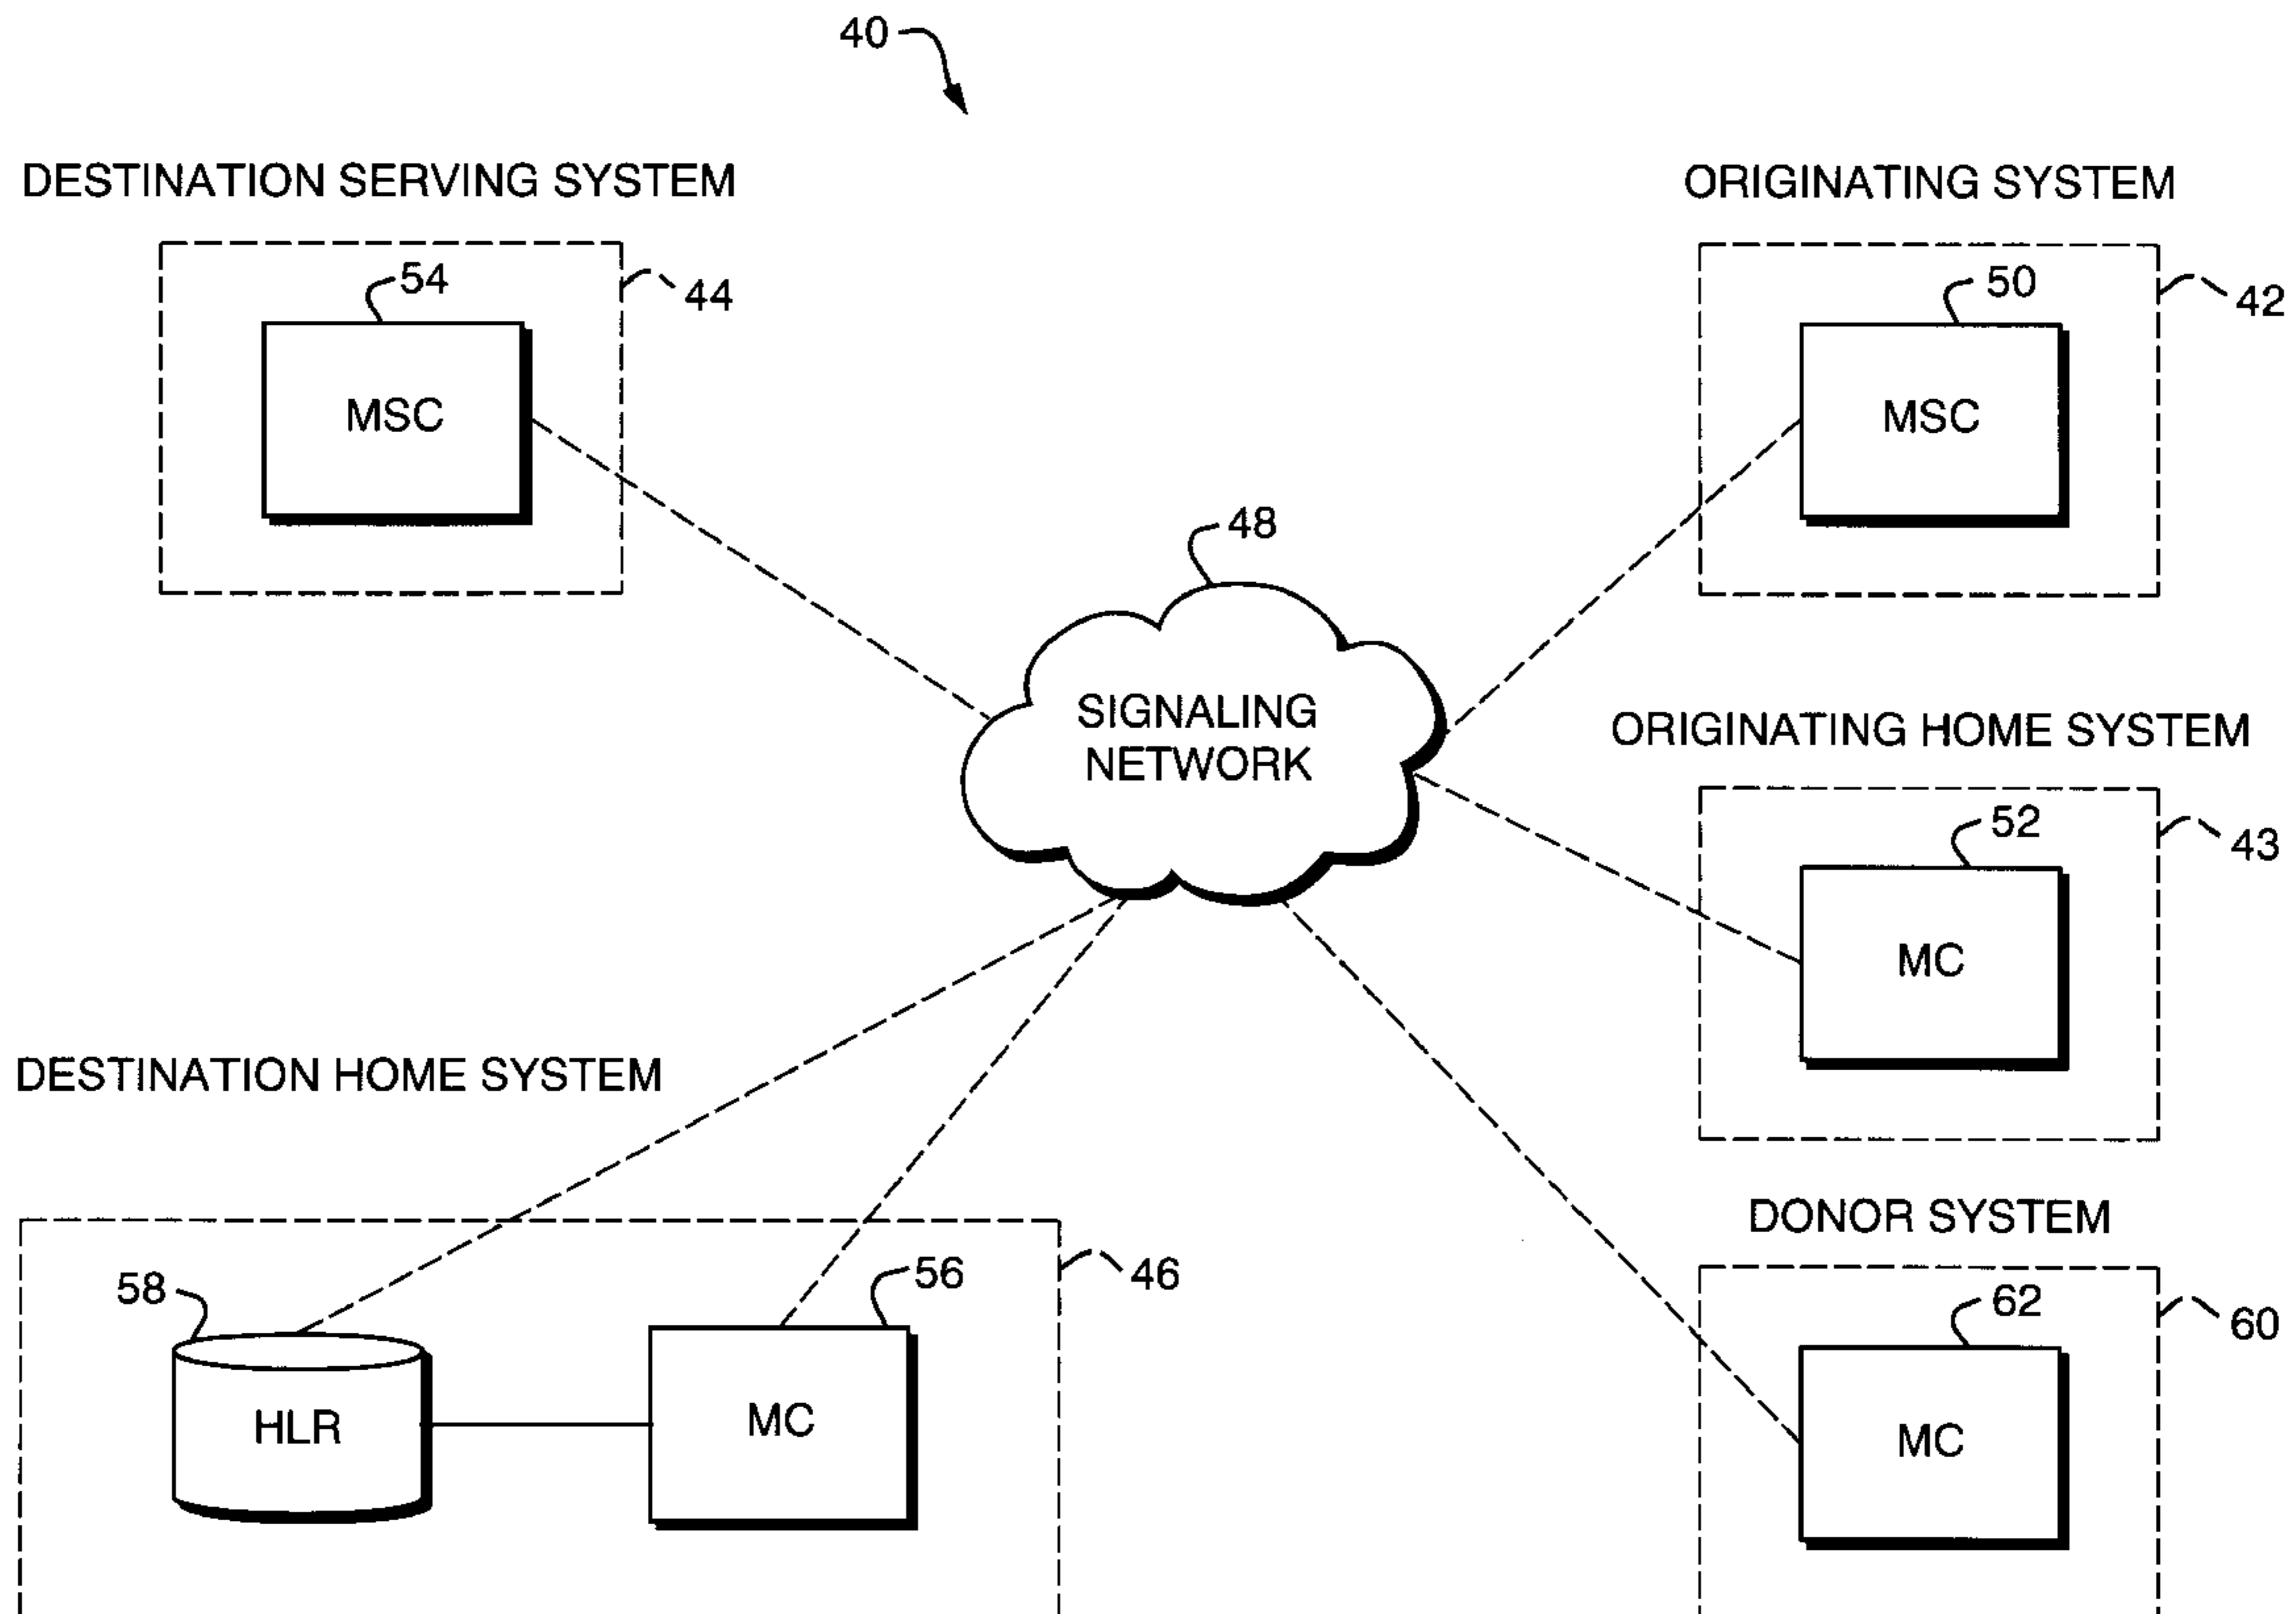 40
DESTINATION SERVING SYSTEM
ORIGINATING SYSTEM
54
44
MSC
50
42
MSC
48
SIGNALING
NETWORK
ORIGINATING HOME SYSTEM
52
43
MC
DESTINATION HOME SYSTEM
58
56
46
HLR
MC
DONOR SYSTEM
62
60
MC